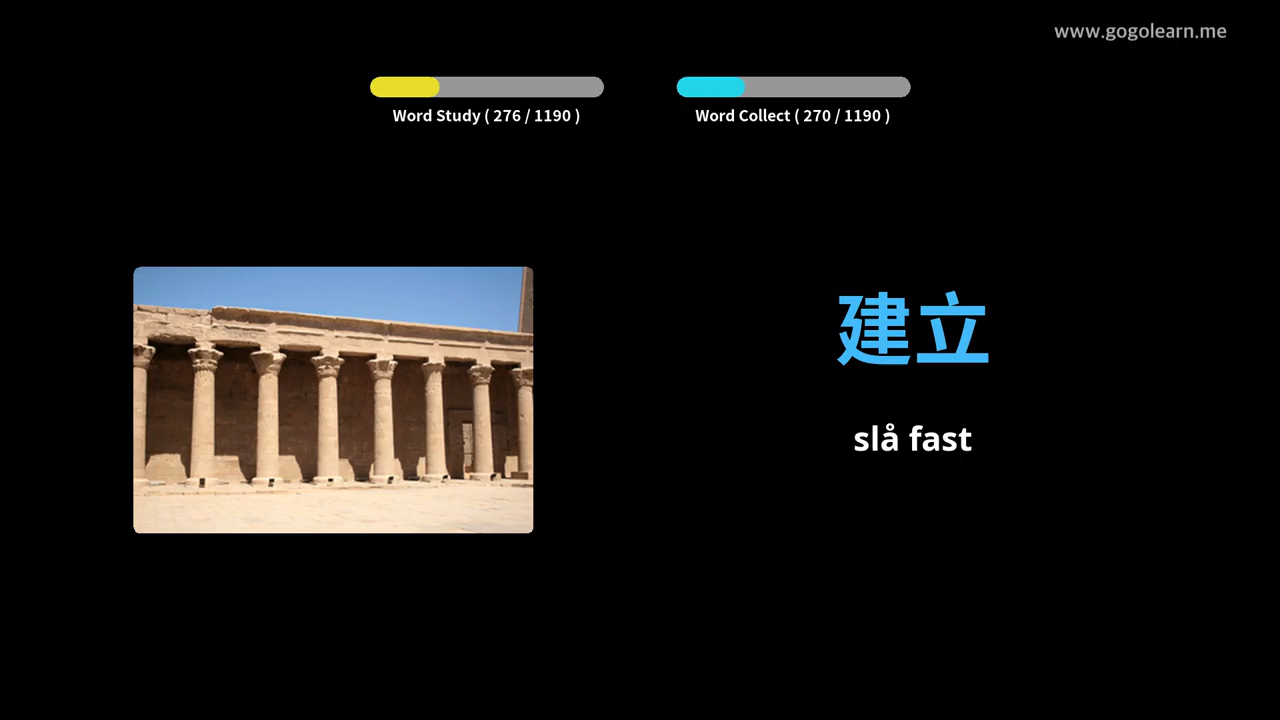 www.gogolearn.me
Word Study ( 276 / 1190 )
Word Collect ( 270 / 1190 )
建立
slå fast